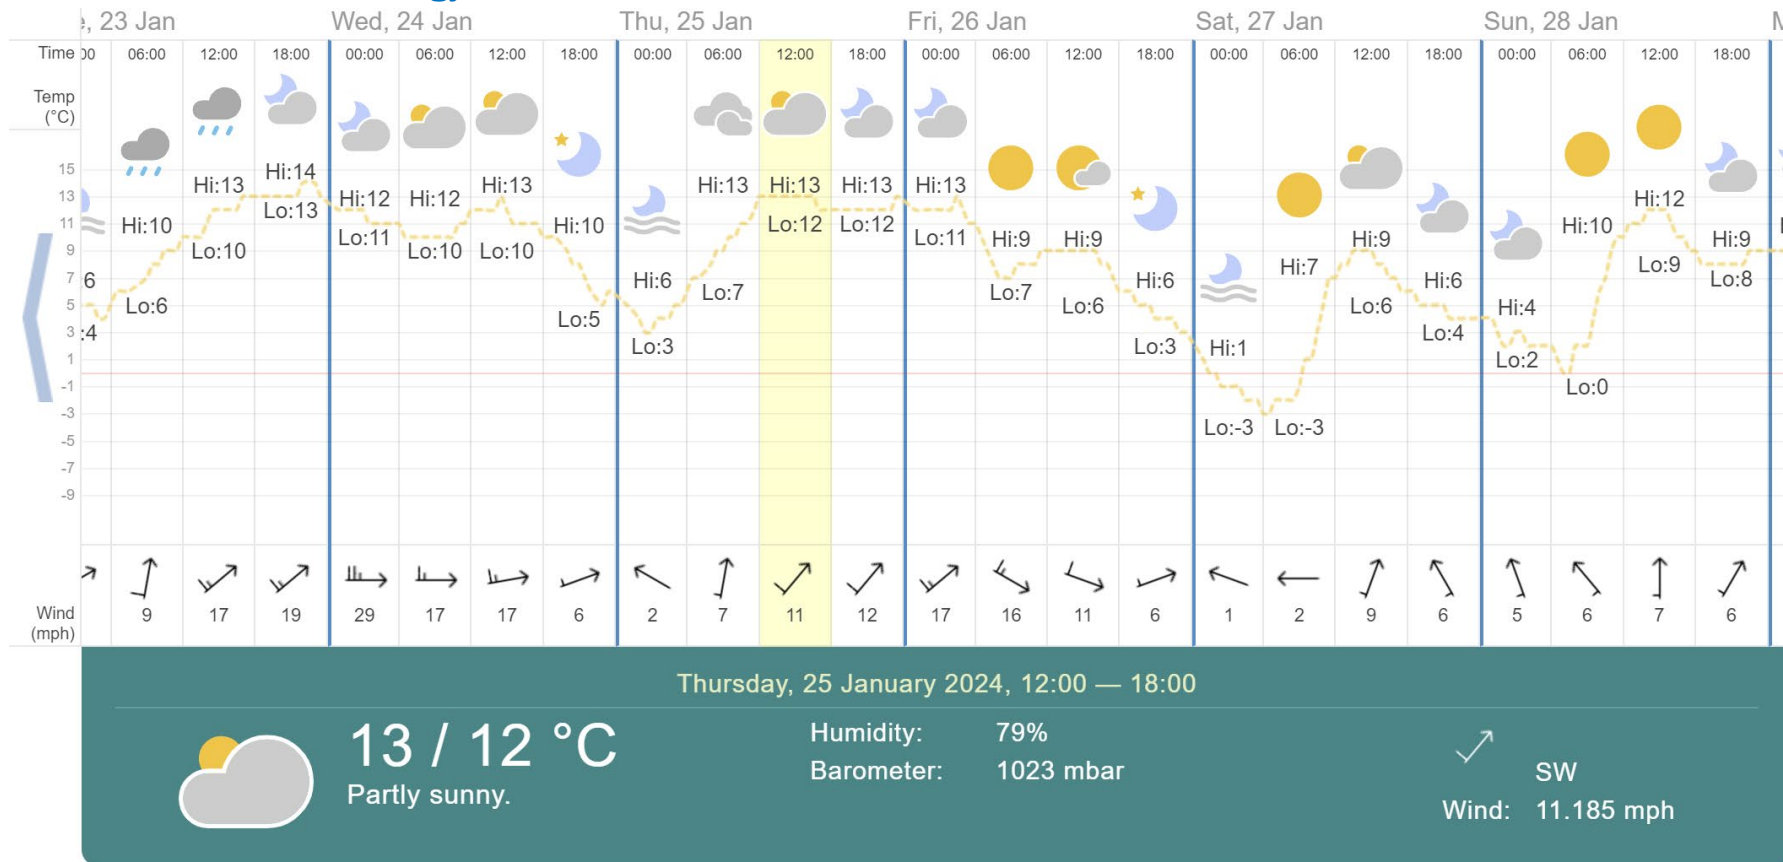 , 23 Jan Wed, 24 Jan Thu, 25 Jan Fri, 26 Jan Sat, 27 Jan Sun, 28 Jan
Time 00 06:00 12:00 18:00 00:00 06:00 12:00 18:00 00:00 06:00 12:00 18:00 00:00 06:00 12:00 18:00 00:00 06:00 12:00 18:00 00:00 06:00 12:00 18:00
Temp
(°C)
15
13
11
9
7
5
3
1
-1
-3
-5
-7
-9
6
:4
Hi:10
Lo:6
Hi:13
Lo:10
Hi:14
Lo:13
Hi:12
Lo:11
Hi:12
Lo:10
Hi:13
Lo:10
Hi:10
Lo:5
Hi:6
Lo:3
Hi:13
Lo:7
Hi:13
Lo:12
Hi:13
Lo:12
Hi:13
Lo:11
Hi:9
Lo:7
Hi:9
Lo:6
Hi:6
Lo:3
Hi:1
Lo:-3
Hi:7
Lo:-3
Hi:9
Lo:6
Hi:6
Lo:4
Hi:4
Lo:2
Hi:10
Lo:0
Hi:12
Lo:9
Hi:9
Lo:8
Wind
(mph)
9 17 19 29 17 17 6 2 7 11 12 17 16 11 6 1 2 9 6 5 6 7 6
Thursday, 25 January 2024, 12:00 — 18:00
13 / 12 °C
Partly sunny.
Humidity: 79%
Barometer: 1023 mbar
SW
Wind: 11.185 mph